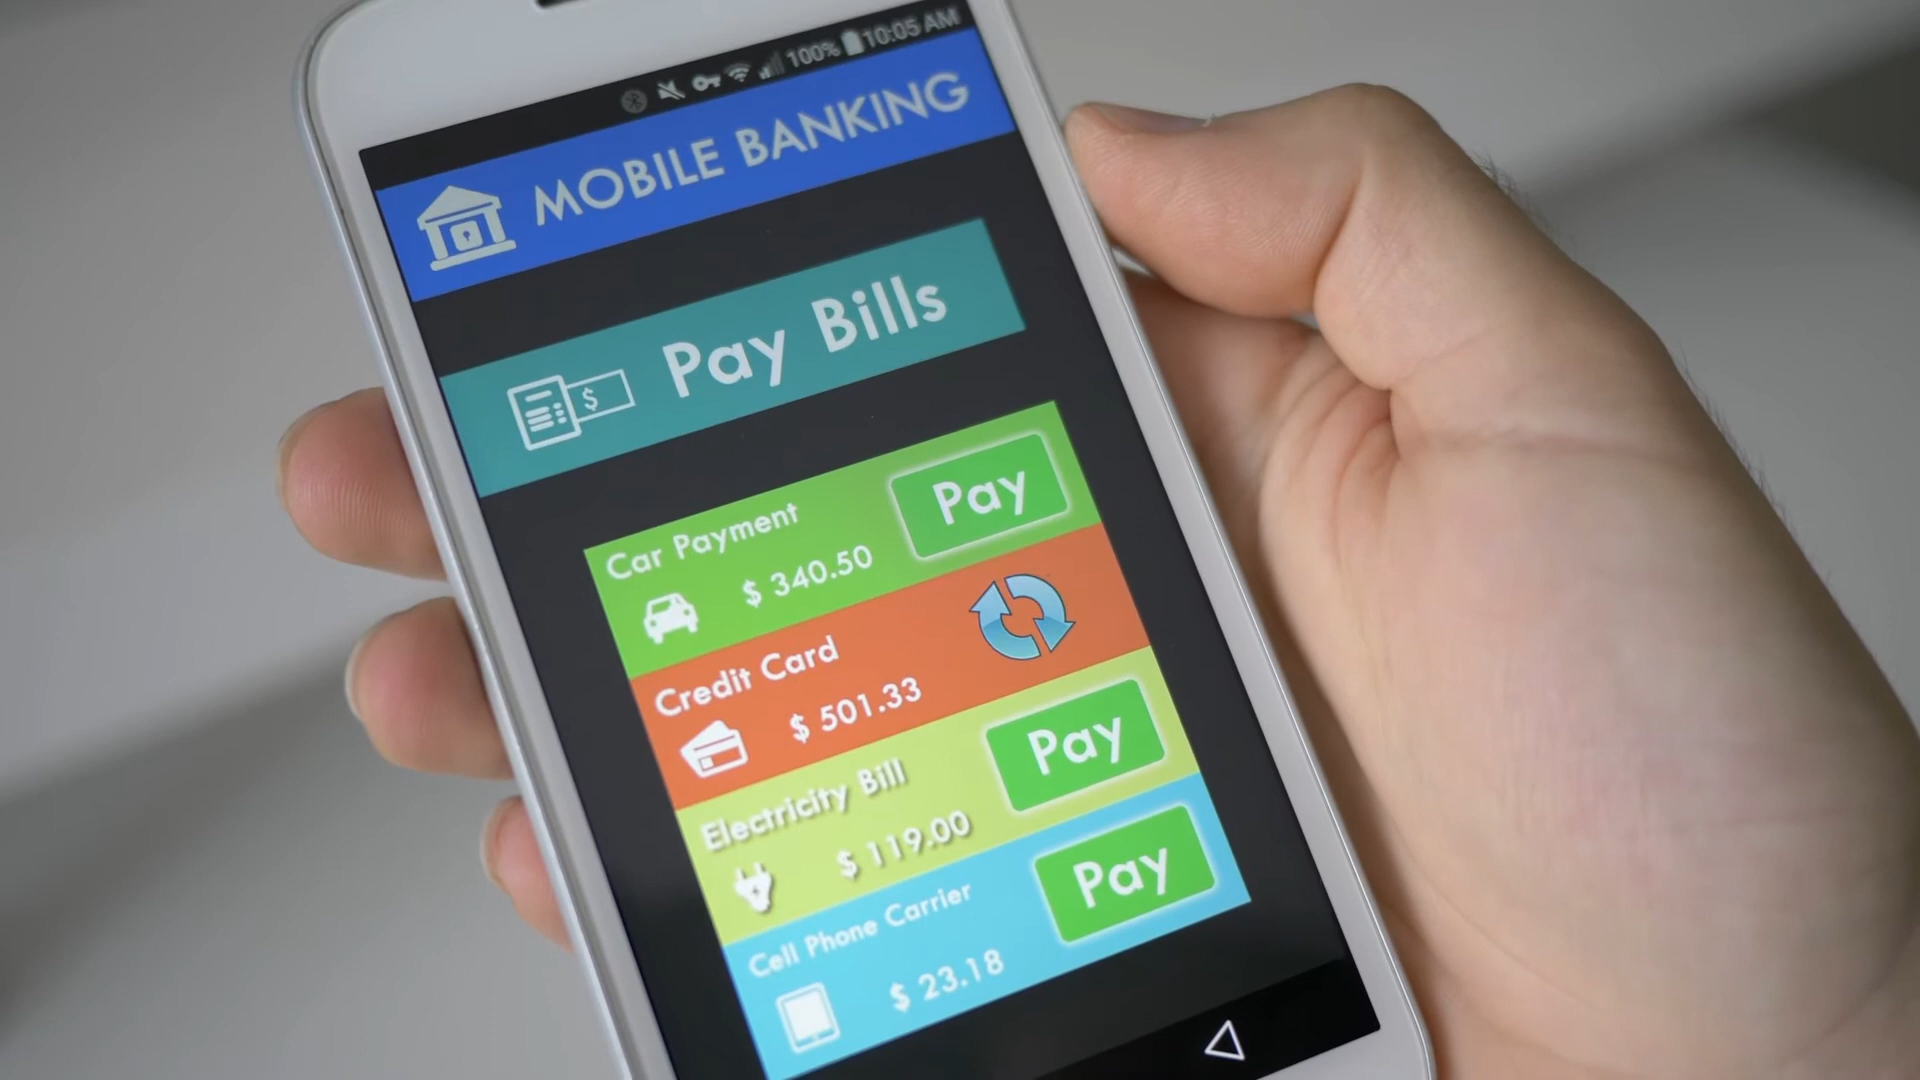 100% 10:05 AM
MOBILE BANKING
$ Pay Bills
Car Payment
$ 340.50
Pay
Credit Card
$ 501.33
Electricity Bill
$ 119.00
Pay
Cell Phone Carrier
$ 23.18
Pay